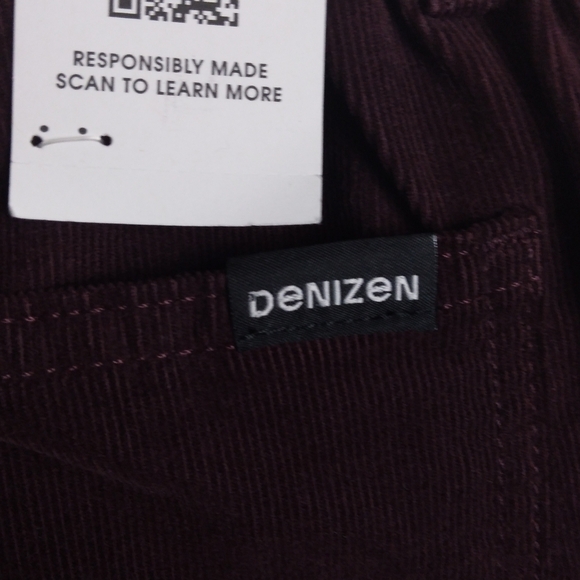 RESPONSIBLY MADE
SCAN TO LEARN MORE
DeNIZeN